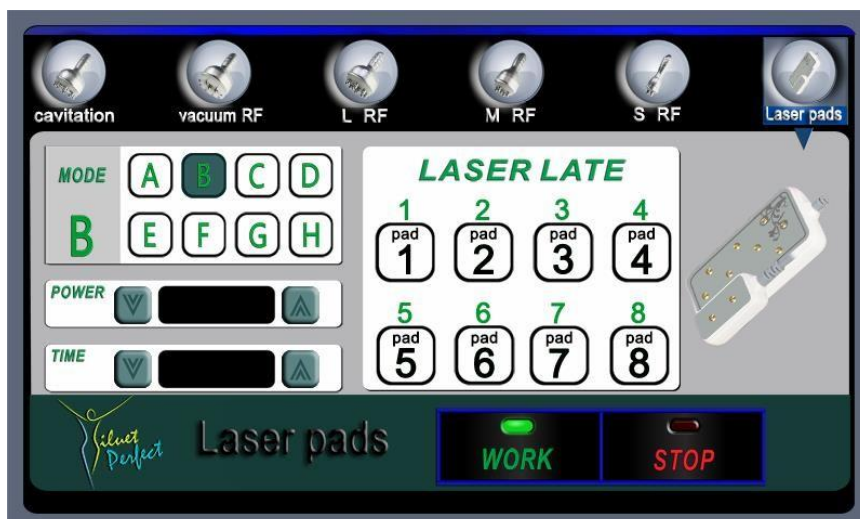 cavitation
vacuum RF
L RF
M RF
S RF
Laser pads
MODE
A B C D
B
E F G H
POWER
TIME
LASER LATE
1 2 3 4
pad pad pad pad
1 2 3 4
5 6 7 8
pad pad pad pad
5 6 7 8
Siluet
Perfect
Laser pads
WORK
STOP